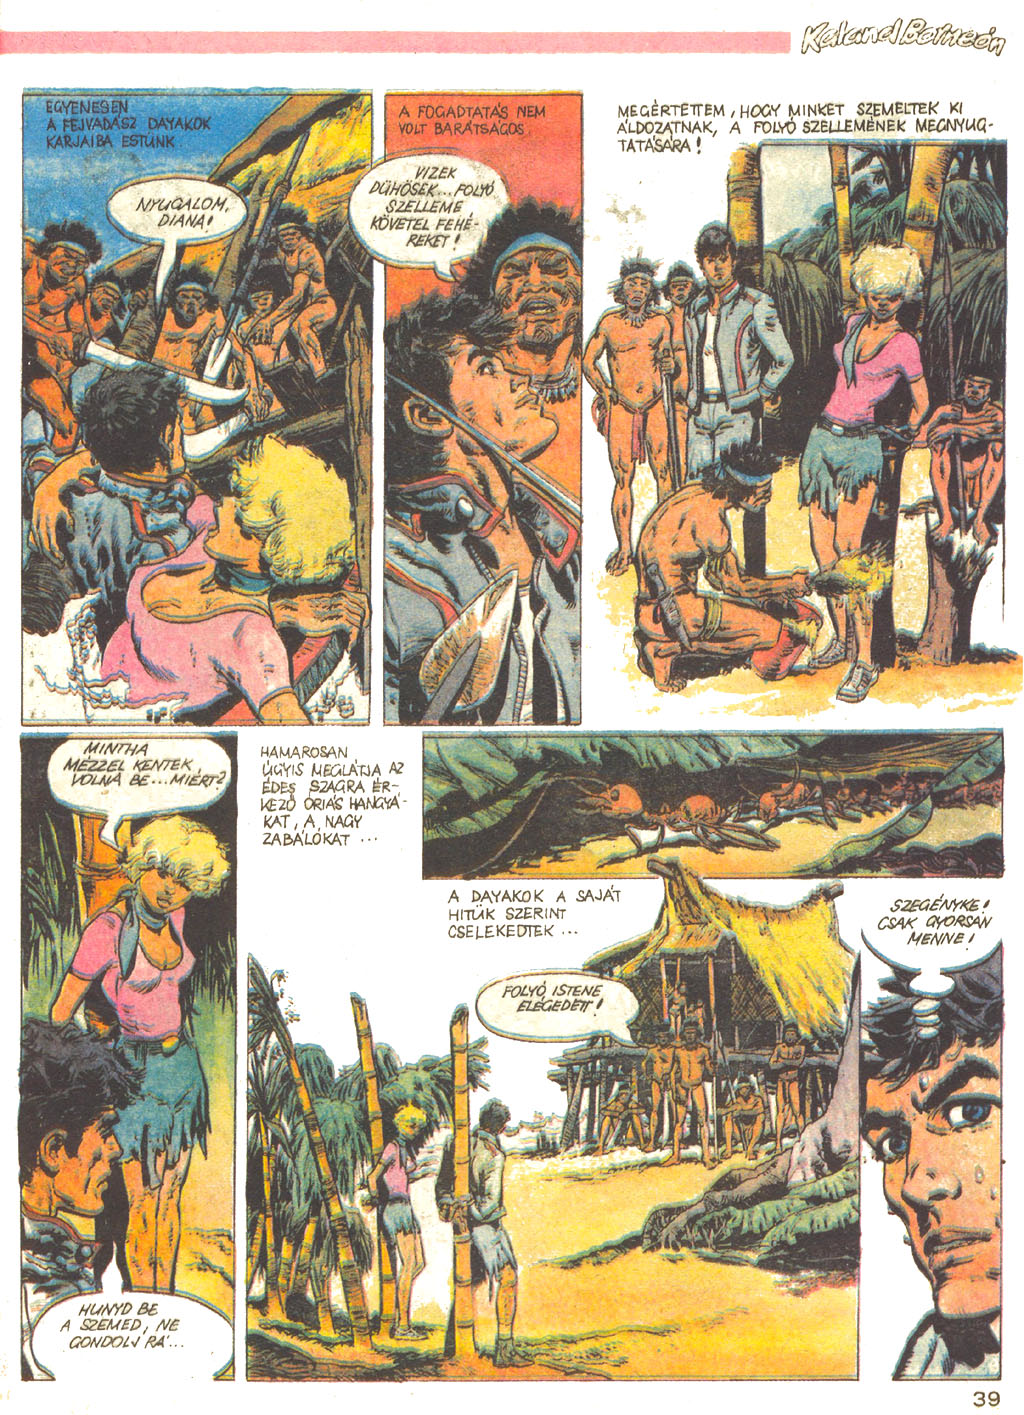 Kaland Borneón
EGYENESEN
A FEJVADÁSZ DAYAKOK
KARJAIBA ESTÜNK
NYUGALOM,
DIANA!
A FOGADTATÁS NEM
VOLT BARÁTSÁGOS.
VIZEK
DÜHÖSEK... FOLYÓ
SZELLEME
KÖVETEL FEHÉ-
REKET!
MEGÉRTETTEM, HOGY MINKET SZEMELTEK KI
ÁLDOZATNAK, A FOLYÓ SZELLEMÉNEK MEGNYUG-
TATÁSÁRA!
MINTHA
MÉZZEL KENTEK
VOLNA BE...MIÉRT?
HUNYD BE
A SZEMED, NE
GONDOLJ RÁ...
HAMAROSAN
ÚGYIS MEGLÁTJA AZ
ÉDES SZAGRA ÉR-
KEZŐ ÓRIÁS HANGYÁ-
KAT, A NAGY
ZABÁLÓKAT ...
A DAYAKOK A SAJÁT
HITÜK SZERINT
CSELEKEDTEK ...
FOLYÓ ISTENE
ELÉGEDETT!
SZEGÉNYKE!
CSAK GYORSAN
MENNE!
39